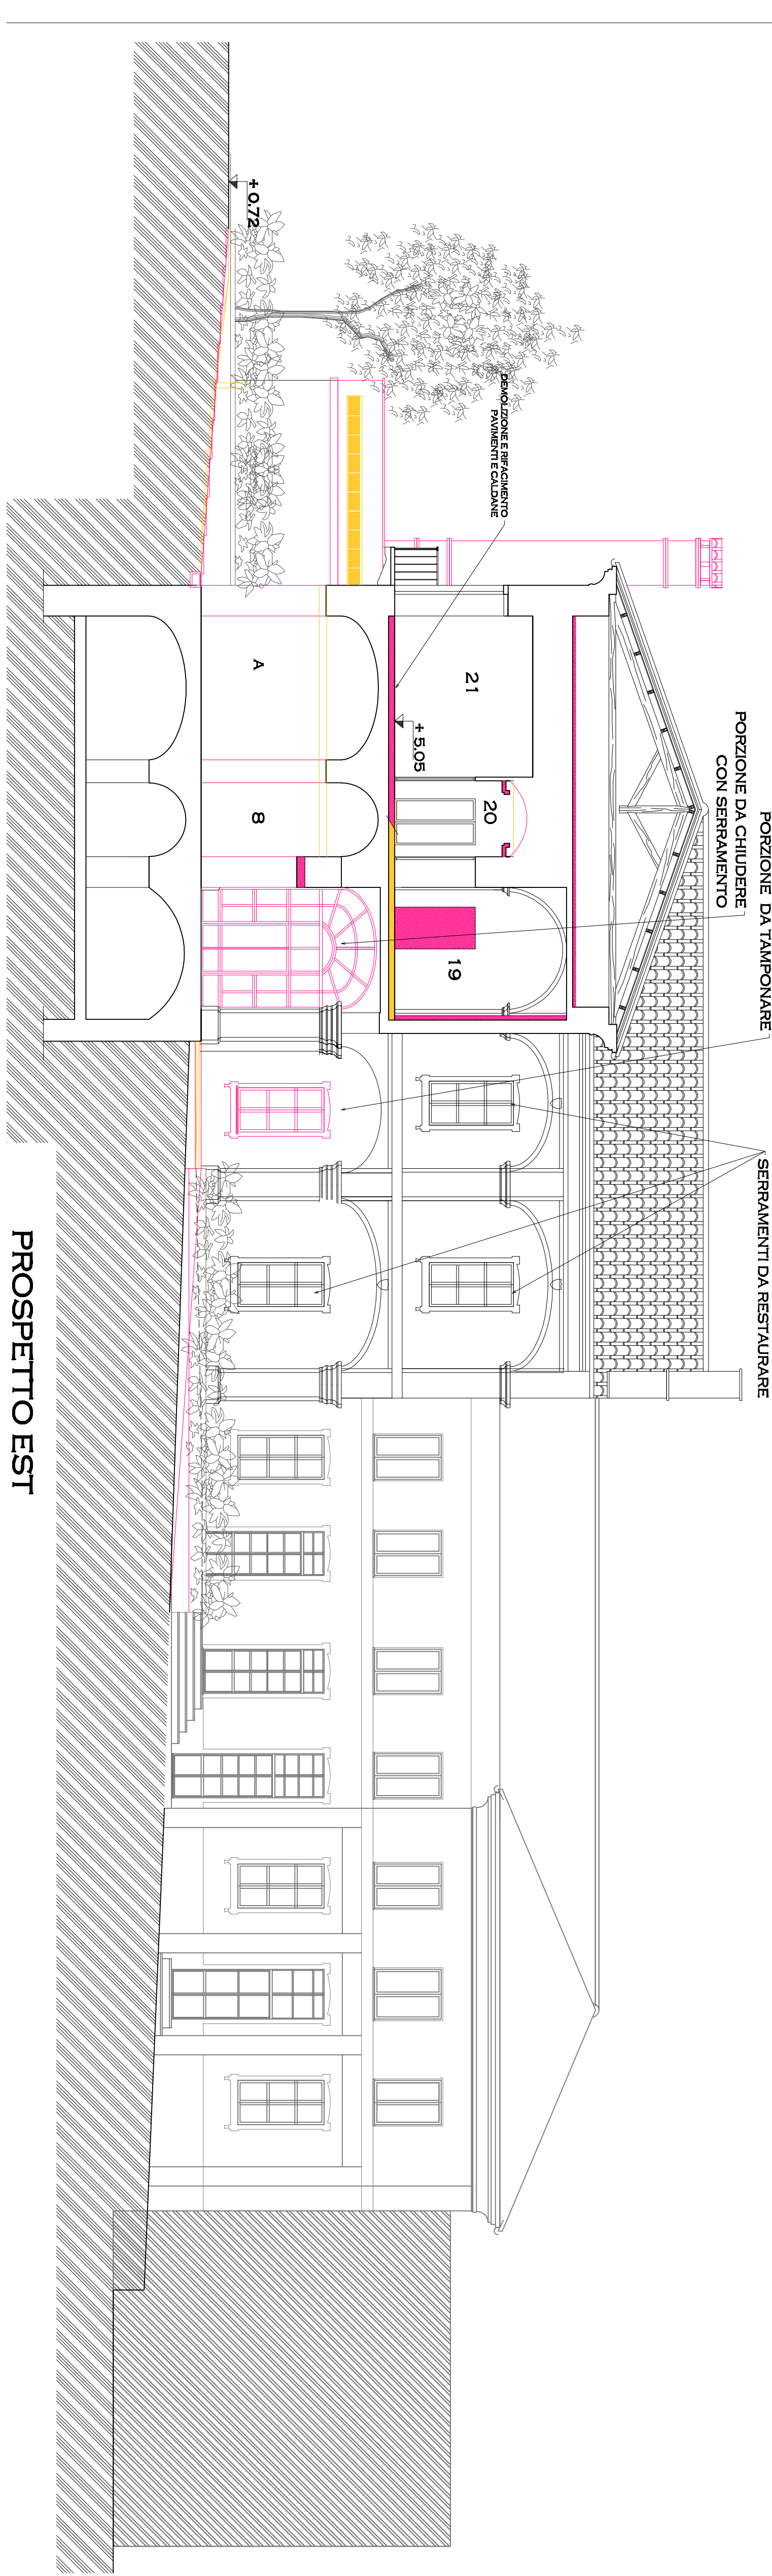 PORZIONE DA TAMPONARE
SERRAMENTI DA RESTAURARE
PORZIONE DA CHIUDERE
CON SERRAMENTO
DEMOLIZIONE E RIFACIMENTO
PAVIMENTI E CALDANE
21
20
19
+ 5.05
+ 0.72
A
8
PROSPETTO EST